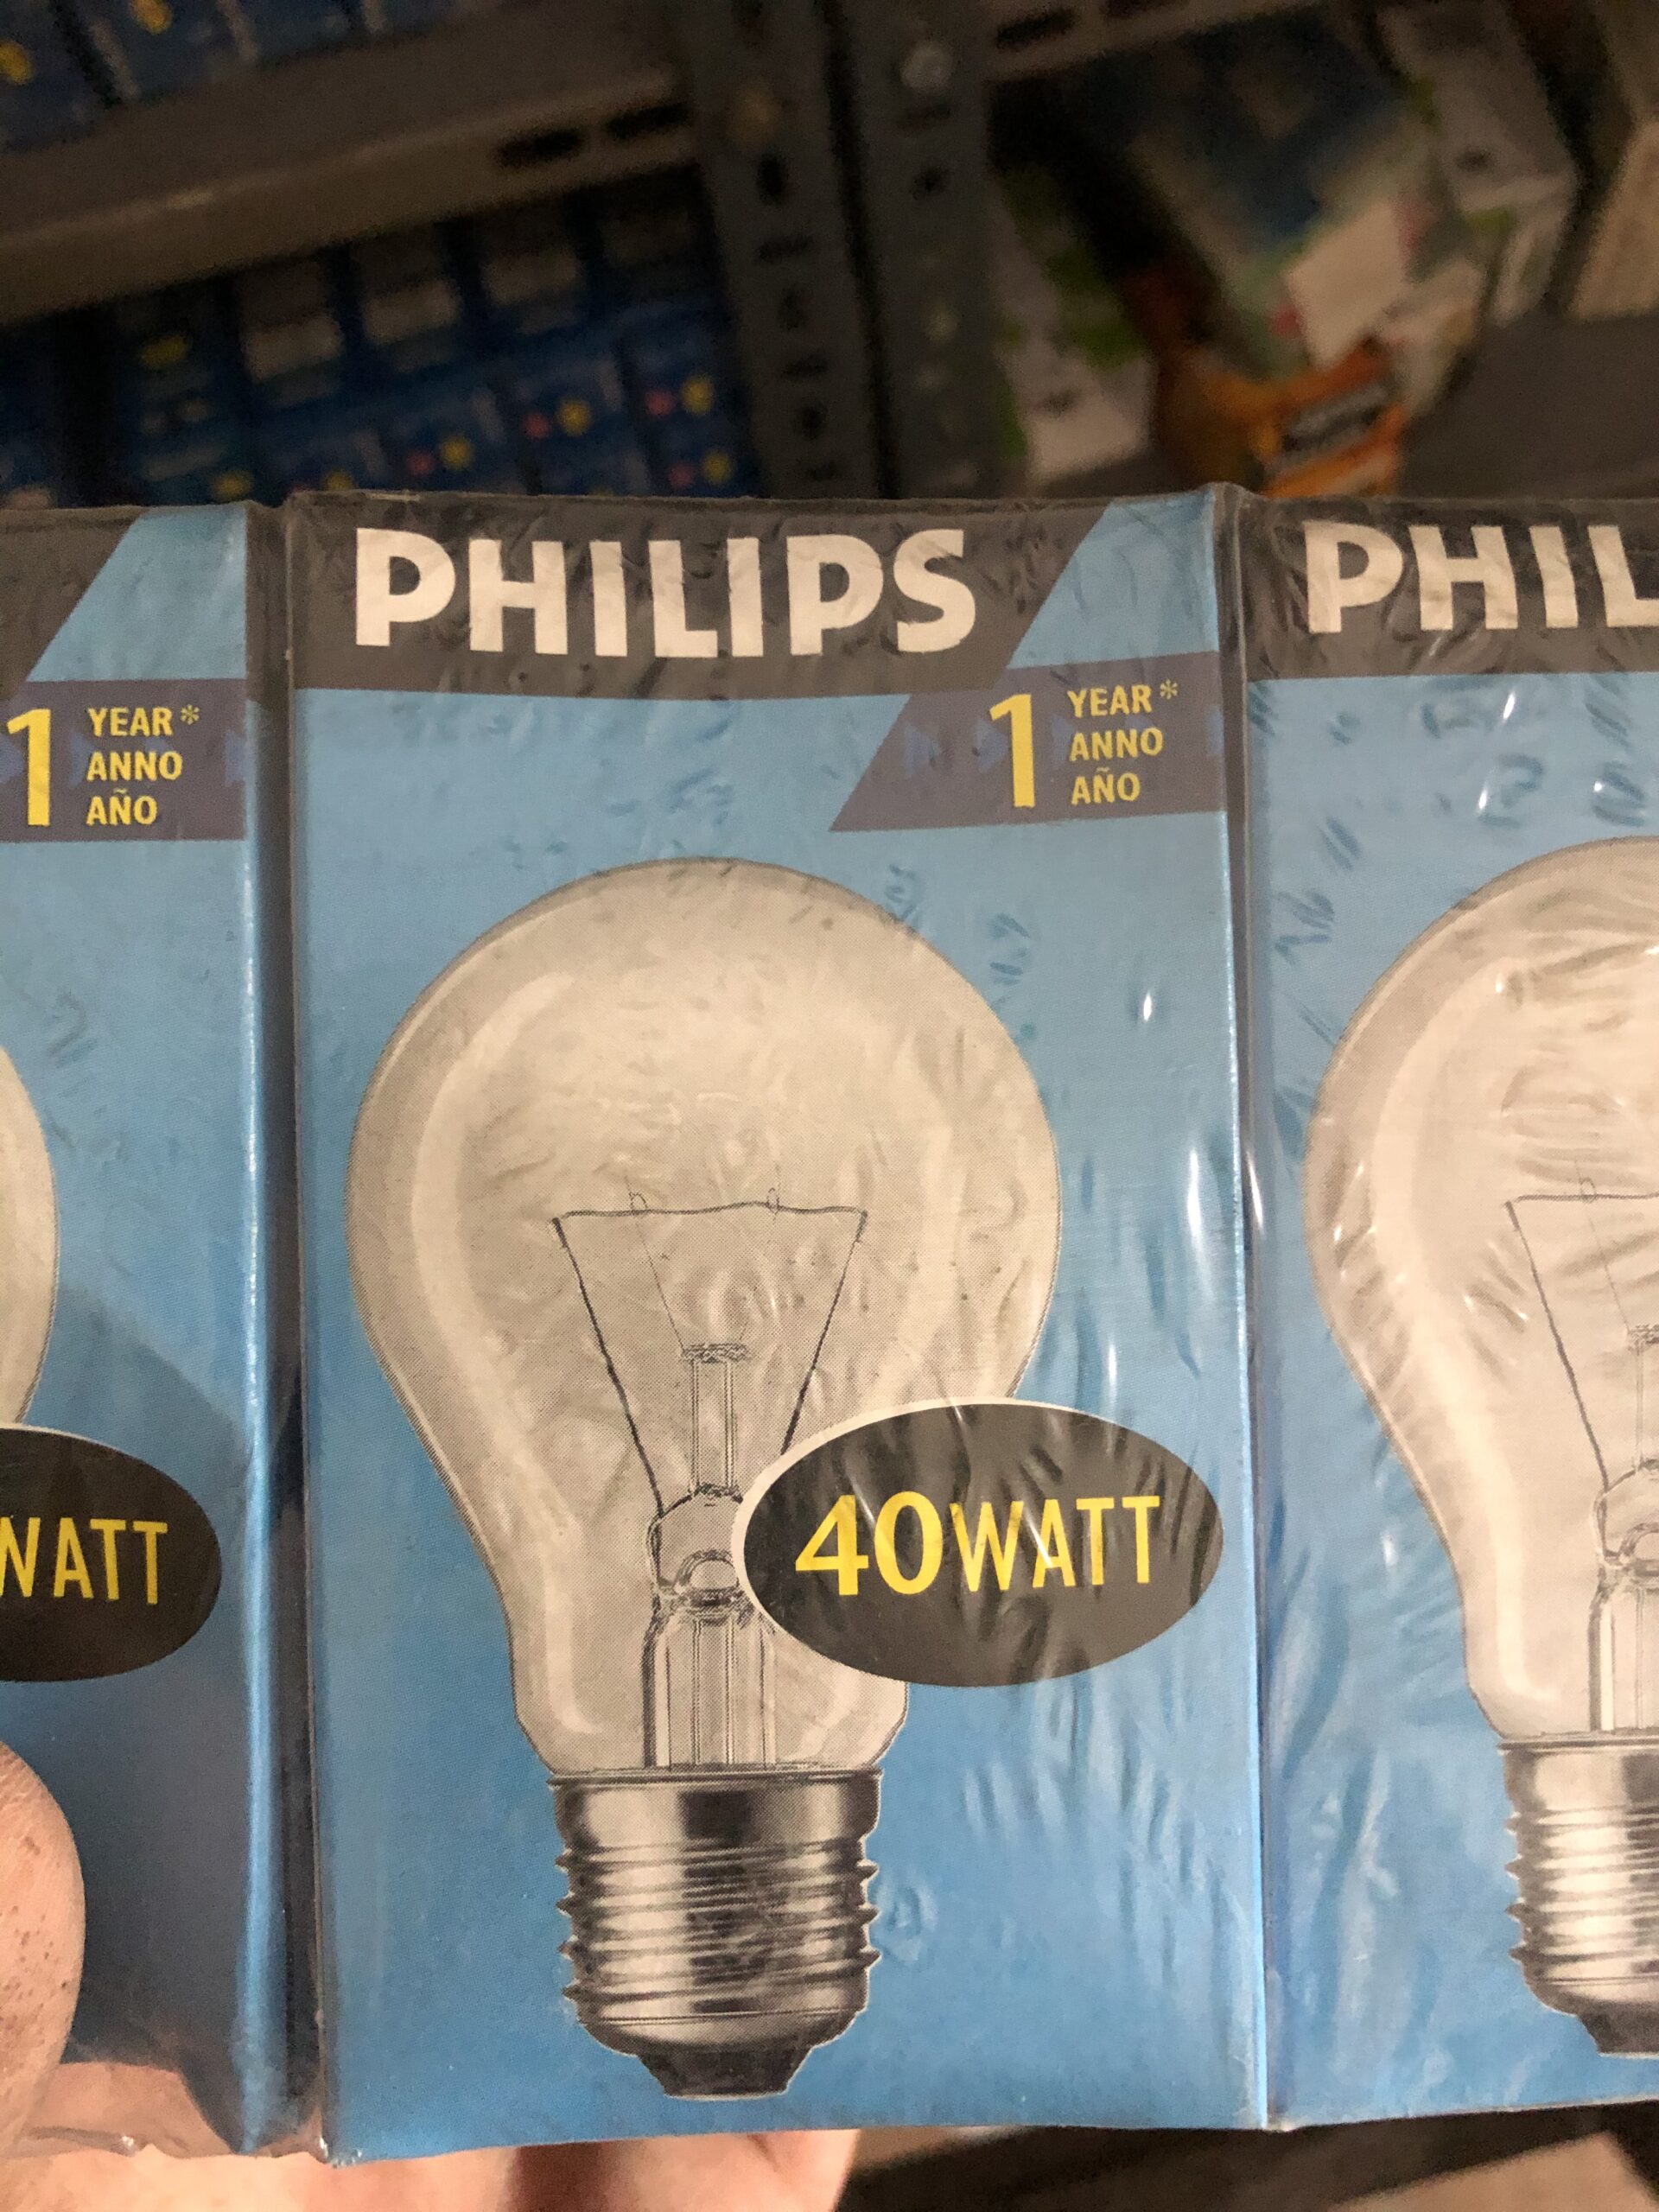 1 YEAR*
ANNO
AÑO
WATT
PHILIPS
1 YEAR*
ANNO
AÑO
40WATT
PHIL